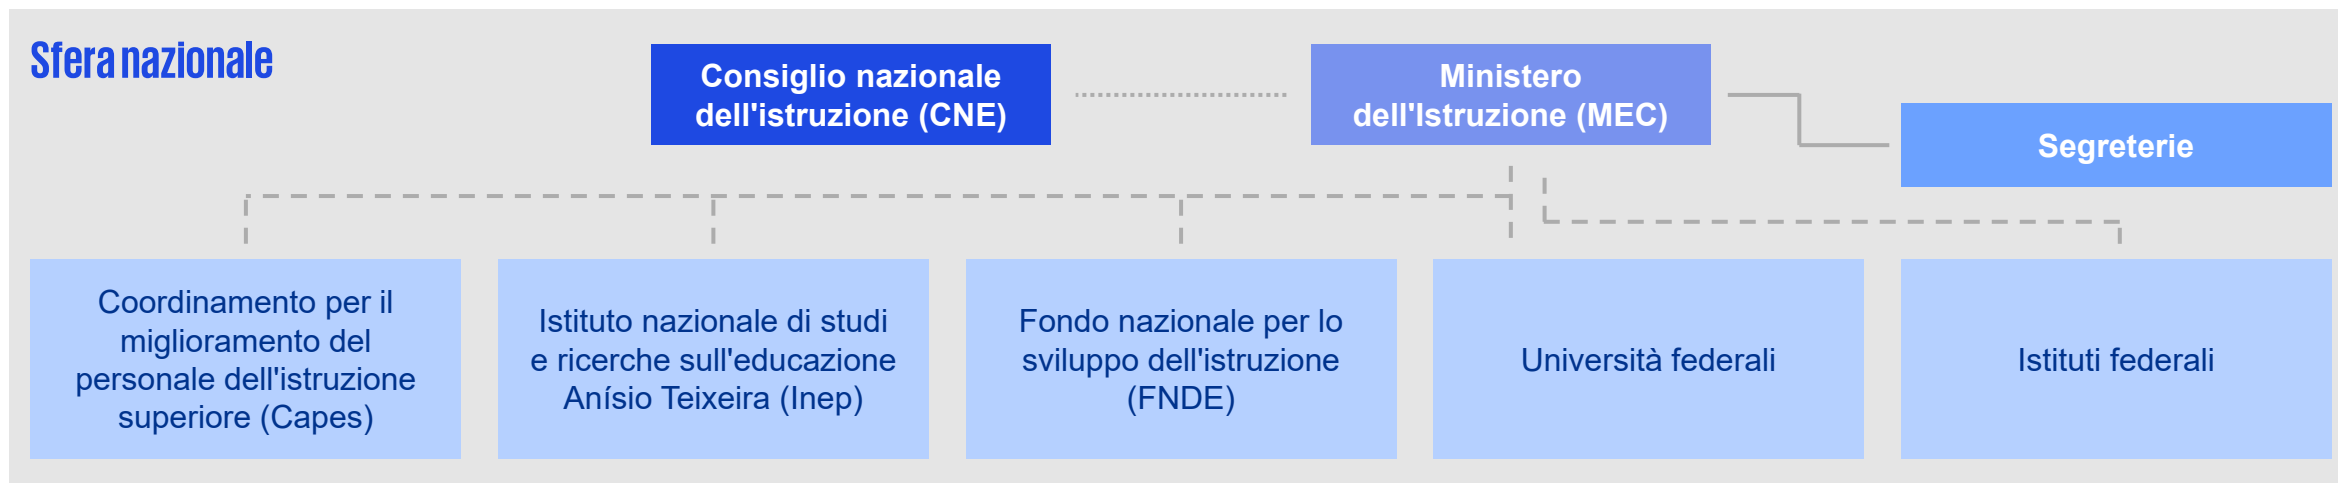 Sfera nazionale
Consiglio nazionale
dell'istruzione (CNE)
Ministero
dell'Istruzione (MEC)
Segreterie
Coordinamento per il
miglioramento del
personale dell'istruzione
superiore (Capes)
Istituto nazionale di studi
e ricerche sull'educazione
Anísio Teixeira (Inep)
Fondo nazionale per lo
sviluppo dell'istruzione
(FNDE)
Università federali
Istituti federali